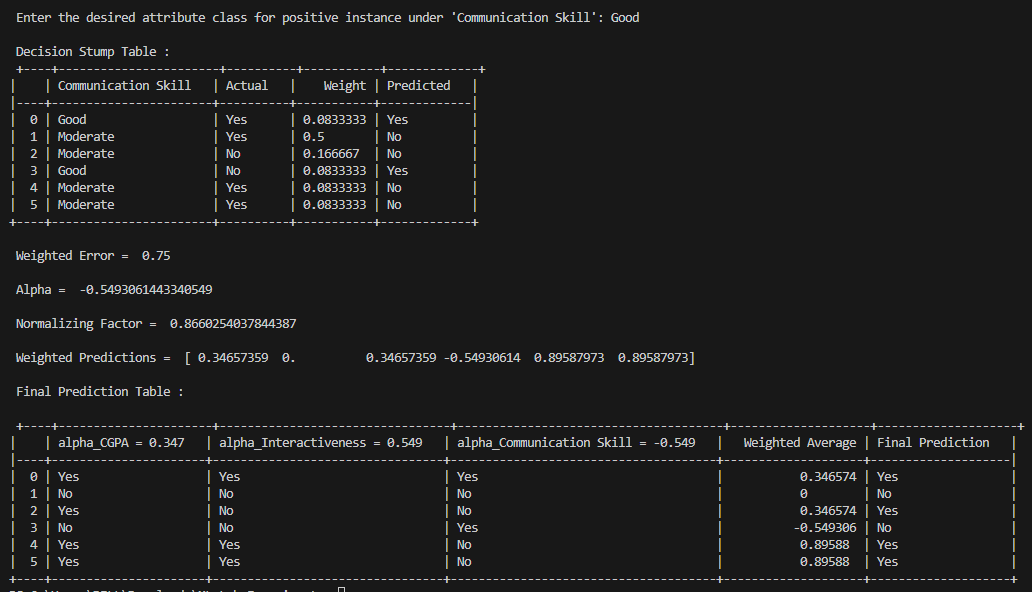 Enter the desired attribute class for positive instance under 'Communication Skill': Good
Decision Stump Table :
+----+----------------------+----------+-----------+-------------+
|    | Communication Skill  | Actual   |    Weight | Predicted   |
|----+----------------------+----------+-----------+-------------|
|  0 | Good                 | Yes      | 0.0833333 | Yes         |
|  1 | Moderate             | Yes      | 0.5       | No          |
|  2 | Moderate             | No       | 0.166667  | No          |
|  3 | Good                 | No       | 0.0833333 | Yes         |
|  4 | Moderate             | Yes      | 0.0833333 | No          |
|  5 | Moderate             | Yes      | 0.0833333 | No          |
+----+----------------------+----------+-----------+-------------+
Weighted Error =  0.75
Alpha =  -0.5493061443340549
Normalizing Factor =  0.8660254037844387
Weighted Predictions =  [ 0.34657359  0.          0.34657359 -0.54930614  0.89587973  0.89587973]
Final Prediction Table :
+----+----------------------+-----------------------------------+--------------------------------------+--------------------+--------------------+
|    | alpha_CGPA = 0.347   | alpha_Interactiveness = 0.549   | alpha_Communication Skill = -0.549   |   Weighted Average | Final Prediction   |
|----+----------------------+---------------------------------+--------------------------------------+--------------------+--------------------|
|  0 | Yes                  | Yes                             | Yes                                  |           0.346574 | Yes                |
|  1 | No                   | No                              | No                                   |           0        | No                 |
|  2 | Yes                  | No                              | No                                   |           0.346574 | Yes                |
|  3 | No                   | No                              | Yes                                  |          -0.549306 | No                 |
|  4 | Yes                  | Yes                             | No                                   |           0.89588  | Yes                |
|  5 | Yes                  | Yes                             | No                                   |           0.89588  | Yes                |
+----+----------------------+---------------------------------+--------------------------------------+--------------------+--------------------+